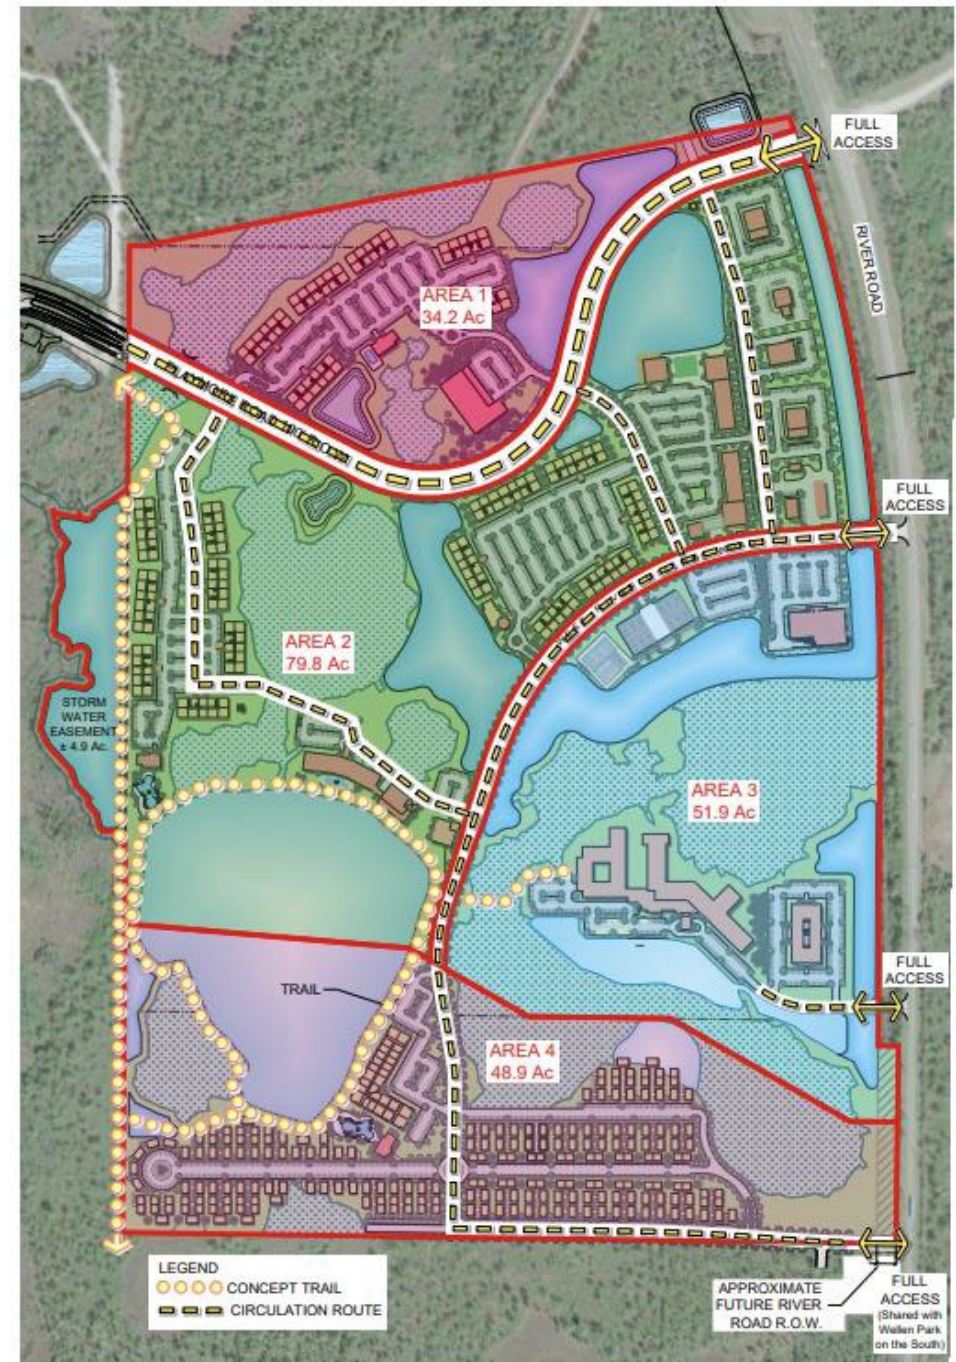 FULL
ACCESS
RIVER ROAD
AREA 1
34.2 Ac
FULL
ACCESS
AREA 2
79.8 Ac
STORM
WATER
EASEMENT
± 4.9 Ac.
AREA 3
51.9 Ac
FULL
ACCESS
TRAIL
AREA 4
48.9 Ac
LEGEND
CONCEPT TRAIL
CIRCULATION ROUTE
APPROXIMATE
FUTURE RIVER
ROAD R.O.W.
FULL
ACCESS
(Shared with
Wellen Park
on the South)